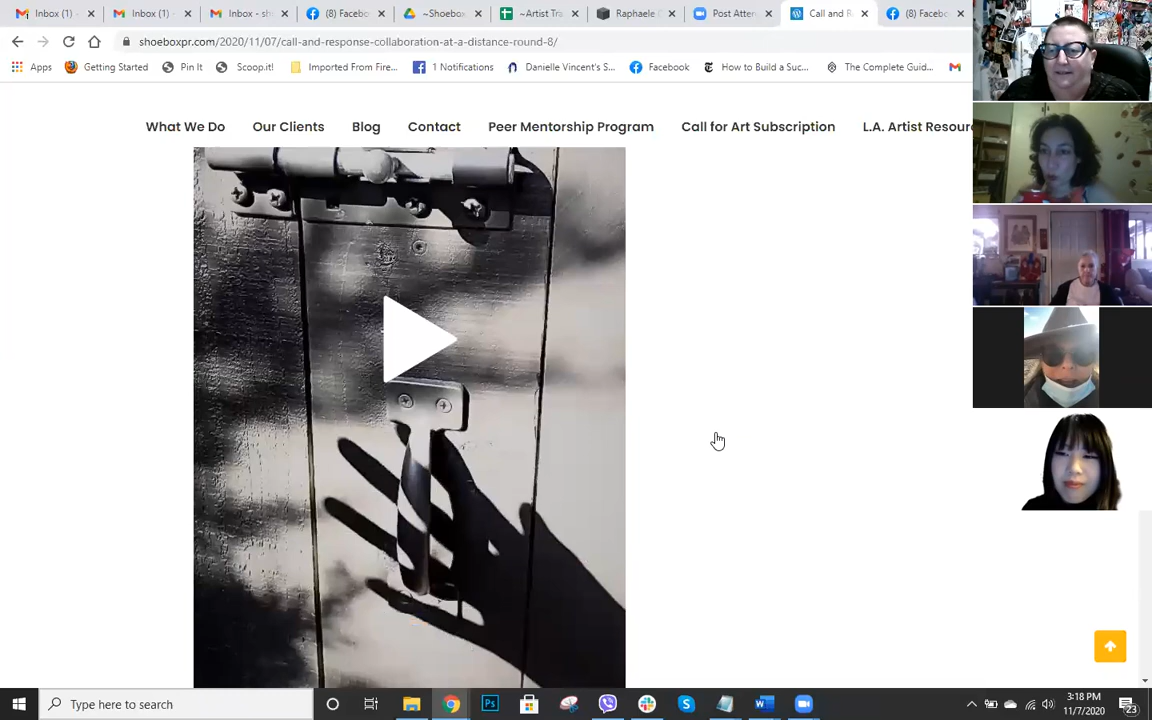 Inbox (1) -
Inbox (1) -
Inbox - sh
(8) Facebo
~Shoebox
~Artist Tra
Raphaele D
Post Atten
Call and R
(8) Facebo
shoeboxpr.com/2020/11/07/call-and-response-collaboration-at-a-distance-round-8/
Apps
Getting Started
Pin It
Scoop.it!
Imported From Fire...
1 Notifications
Danielle Vincent's S...
Facebook
How to Build a Suc...
The Complete Guid...
What We Do
Our Clients
Blog
Contact
Peer Mentorship Program
Call for Art Subscription
L.A. Artist Resour
Type here to search
Ps
3:18 PM
11/7/2020
23